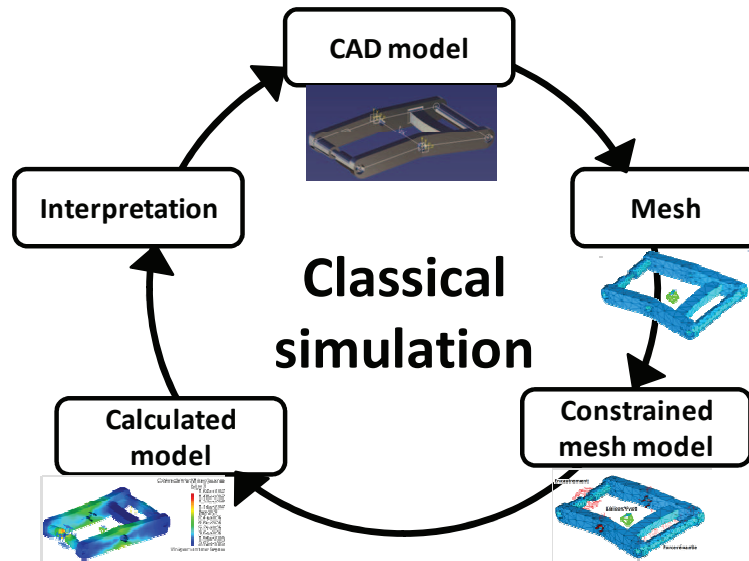 CAD model
Interpretation
Mesh
Classical
simulation
Calculated
model
Constrained
mesh model